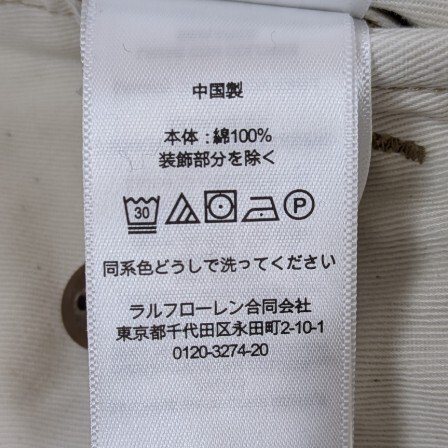 中国製
本体 : 綿100%
装飾部分を除く
30 P
同系色どうしで洗ってください
ラルフローレン合同会社
東京都千代田区永田町2-10-1
0120-3274-20